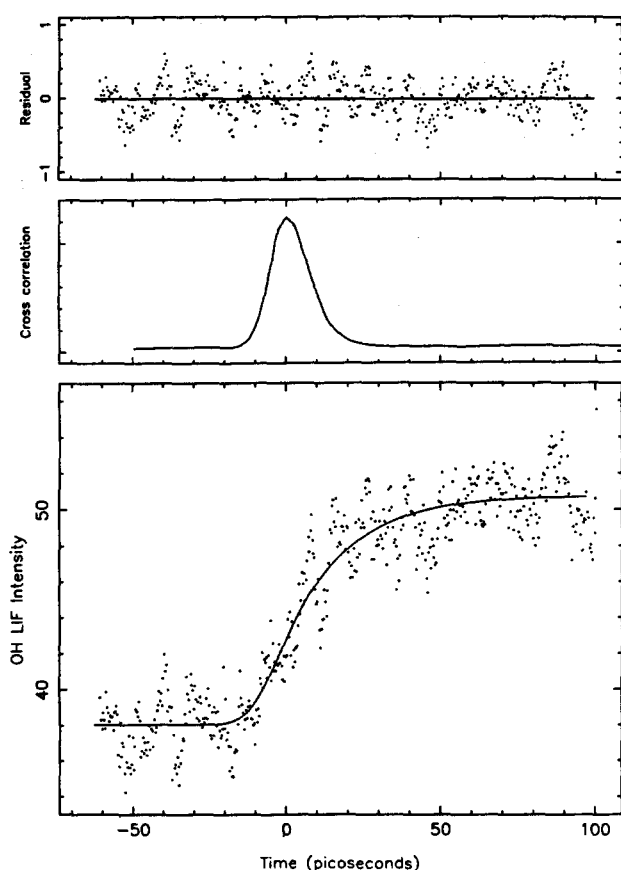 1
0
-1
Residual
Cross correlation
50
40
OH LIF Intensity
-50 0 50 100
Time (picoseconds)